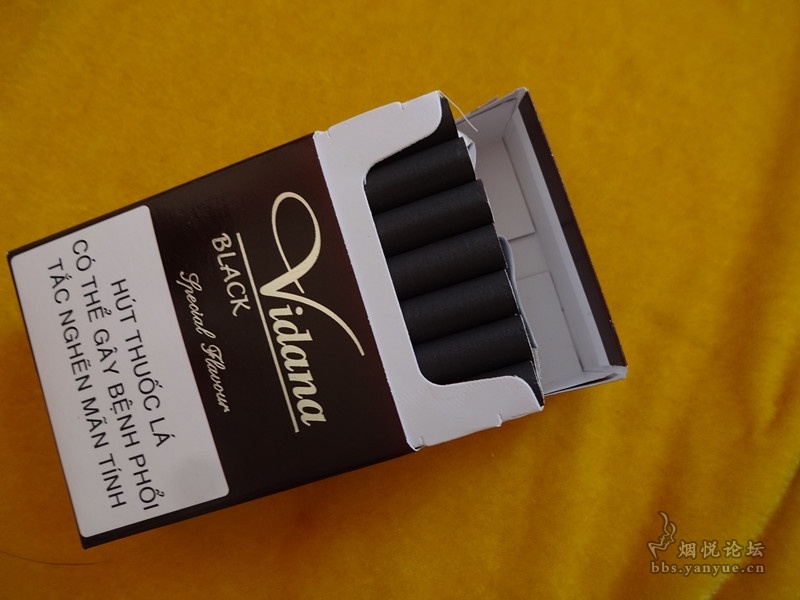 Vidana
BLACK
Special Flavour
HÚT THUỐC LÁ
CÓ THỂ GÂY BỆNH PHỔI
TẮC NGHẼN MÃN TÍNH
烟悦论坛
bbs.yanyue.cn